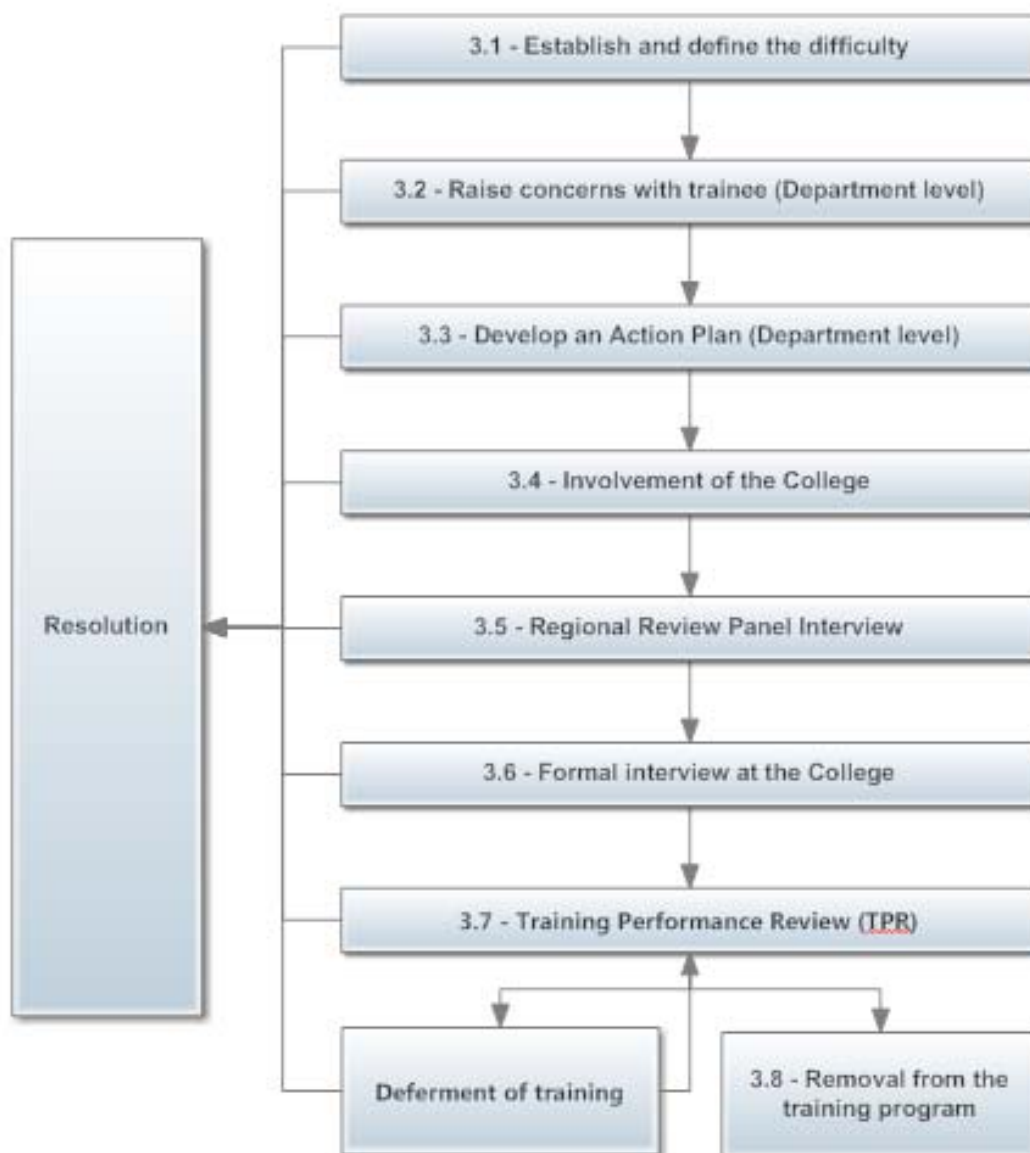 3.1 - Establish and define the difficulty
3.2 - Raise concerns with trainee (Department level)
3.3 - Develop an Action Plan (Department level)
3.4 - Involvement of the College
Resolution
3.5 - Regional Review Panel Interview
3.6 - Formal interview at the College
3.7 - Training Performance Review (TPR)
Deferment of training
3.8 - Removal from the
training program